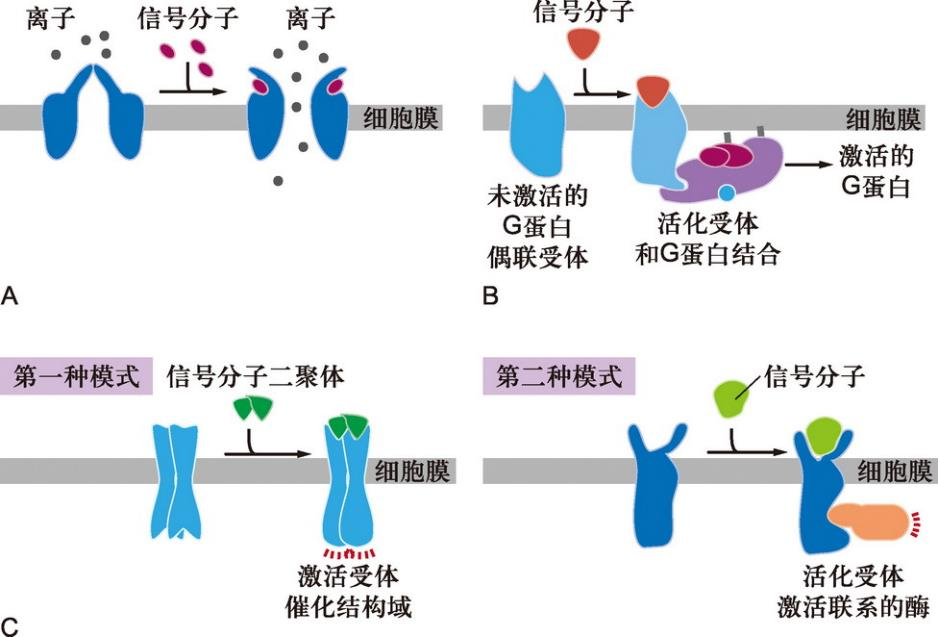 离子
信号分子
离子
细胞膜
A
信号分子
细胞膜
未激活的
G蛋白
偶联受体
活化受体
和G蛋白结合
激活的
G蛋白
B
第一种模式
信号分子二聚体
细胞膜
激活受体
催化结构域
第二种模式
信号分子
细胞膜
活化受体
激活联系的酶
C